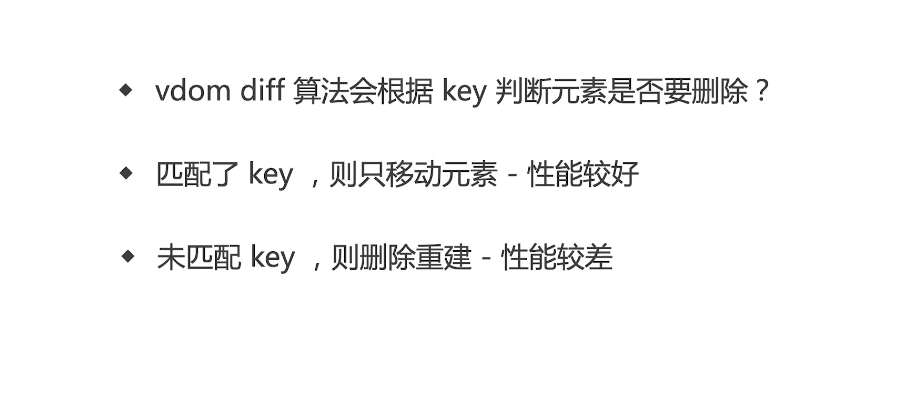 ◆ vdom diff 算法会根据 key 判断元素是否要删除？
◆ 匹配了 key ，则只移动元素 - 性能较好
◆ 未匹配 key ，则删除重建 - 性能较差